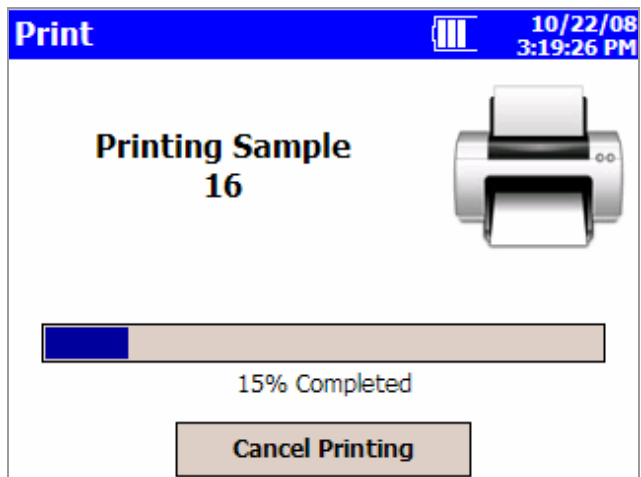 Print
10/22/08
3:19:26 PM
Printing Sample
16
15% Completed
Cancel Printing